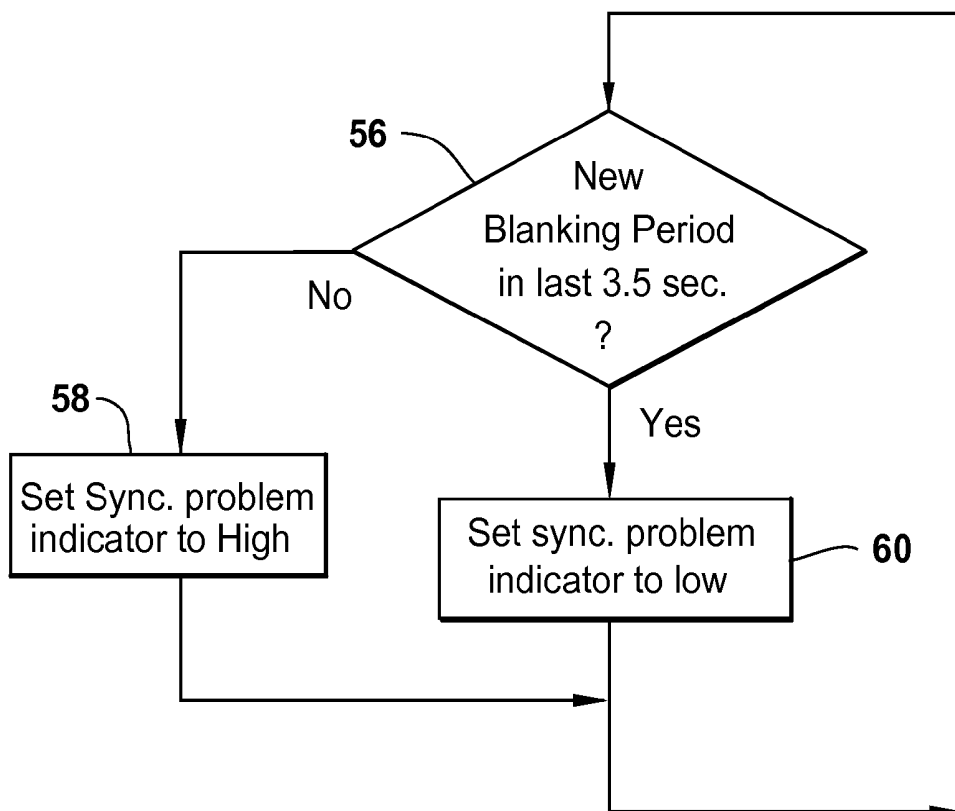 56
New
Blanking Period
in last 3.5 sec.
?
No
Yes
58
Set Sync. problem
indicator to High
Set sync. problem
indicator to low
60